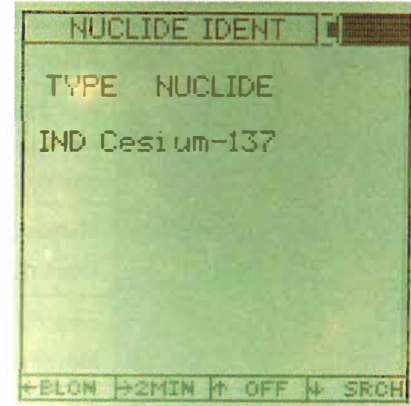 NUCLIDE IDENT
TYPE NUCLIDE
IND Cesium-137
←BLON →2MIN ↑ OFF ↓ SRCH